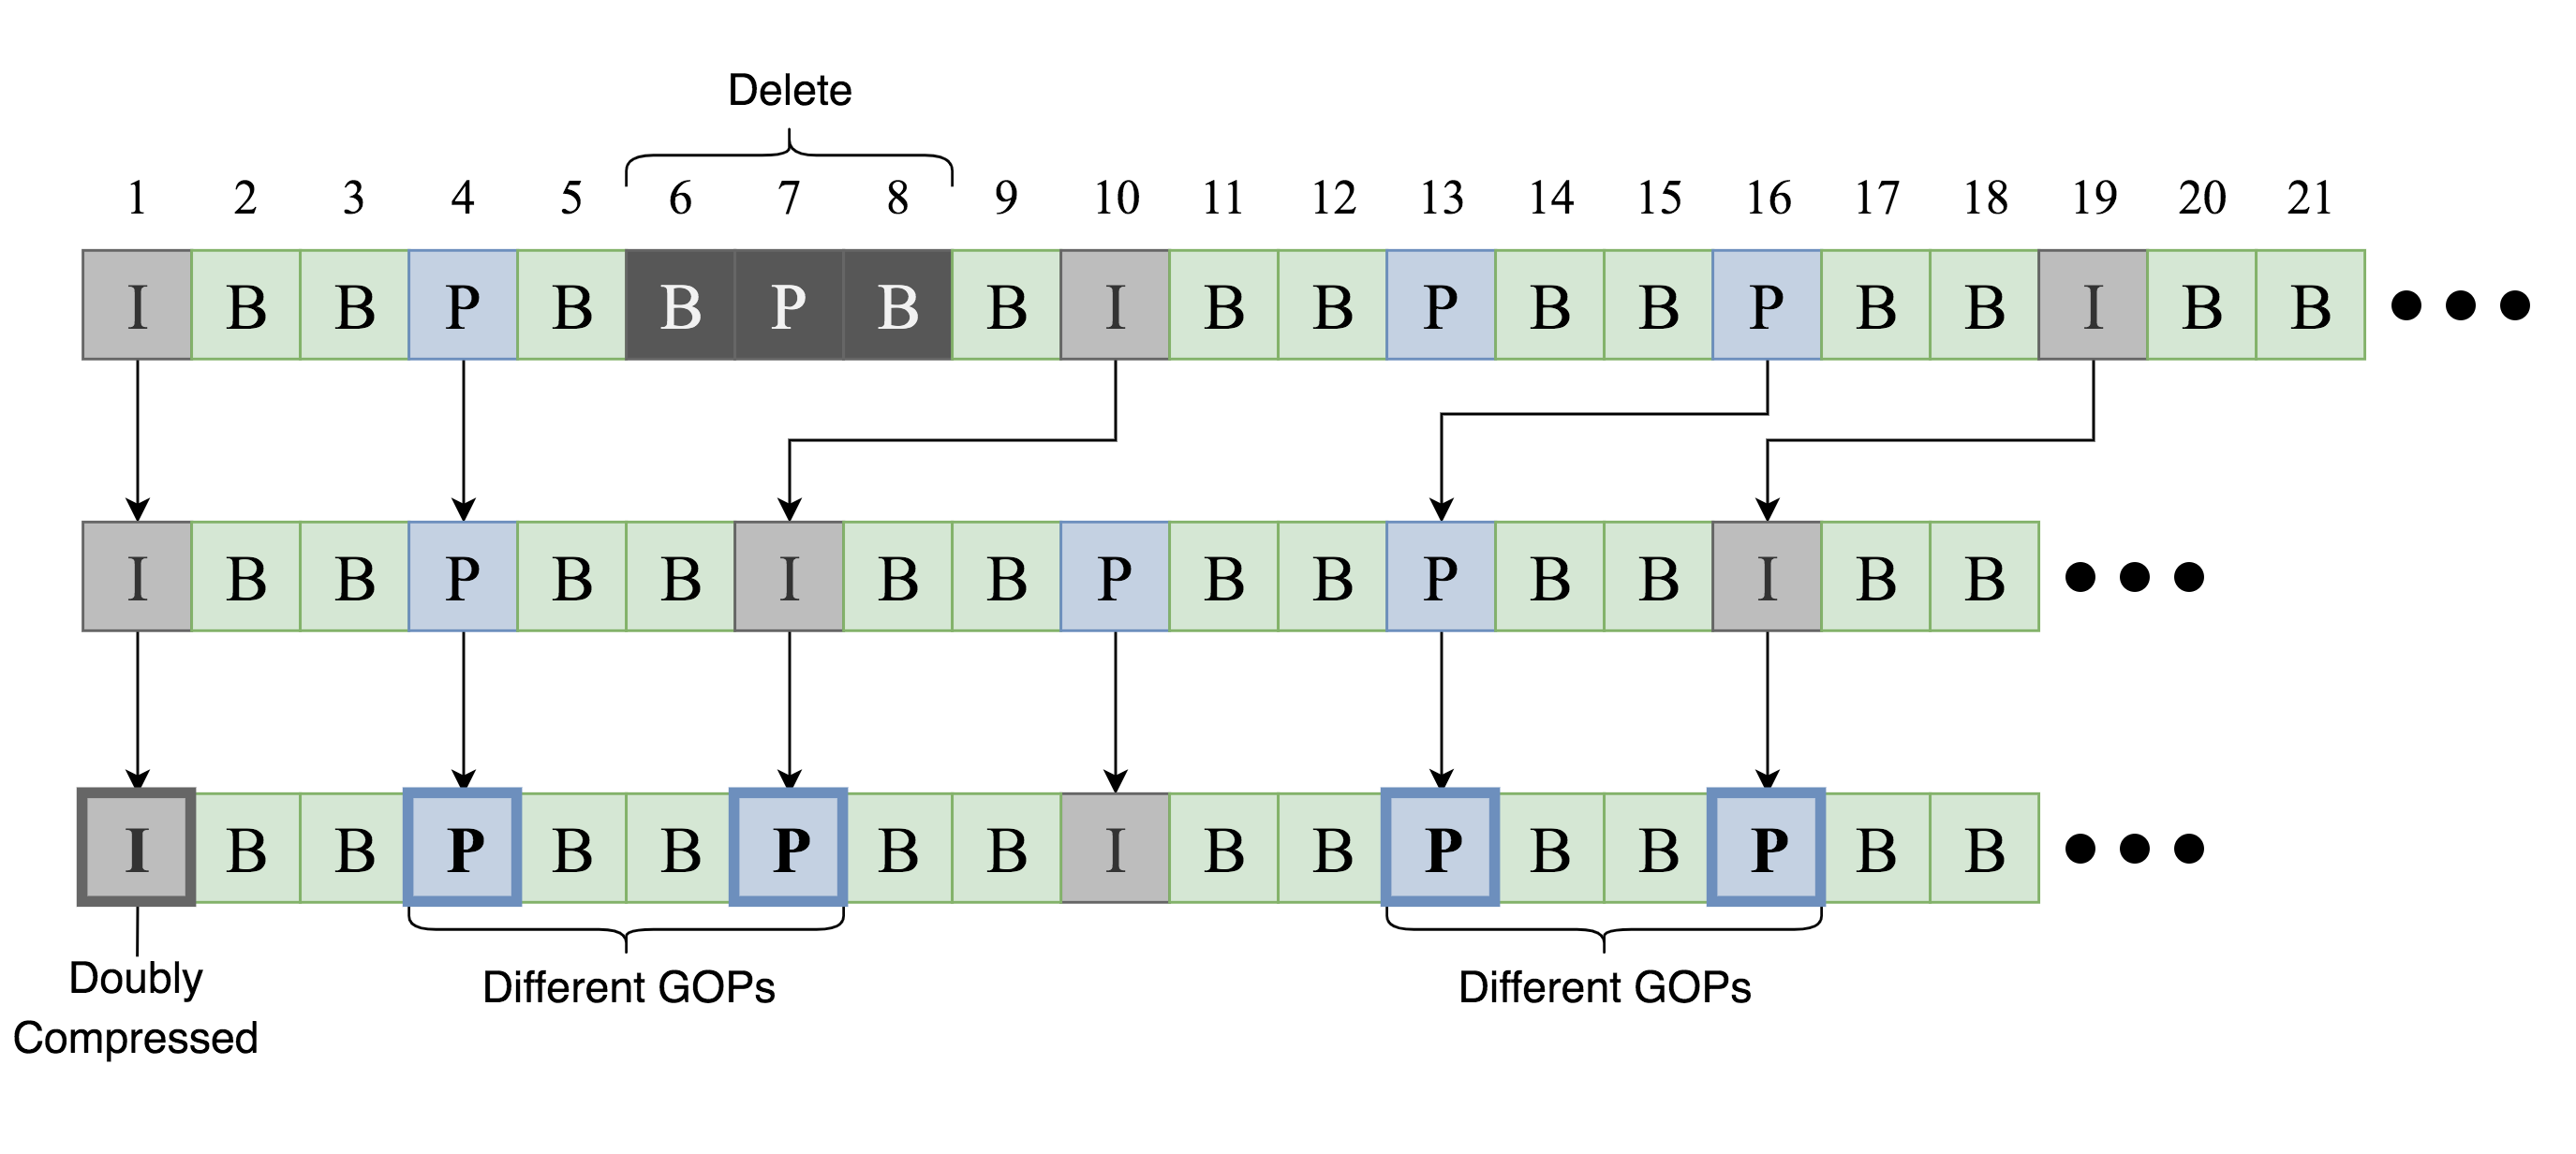 Delete
1 2 3 4 5 6 7 8 9 10 11 12 13 14 15 16 17 18 19 20 21
I B B P B B P B B I B B P B B P B B I B B
I B B P B B I B B P B B P B B I B B
I B B P B B P B B I B B P B B P B B
Doubly
Compressed
Different GOPs
Different GOPs